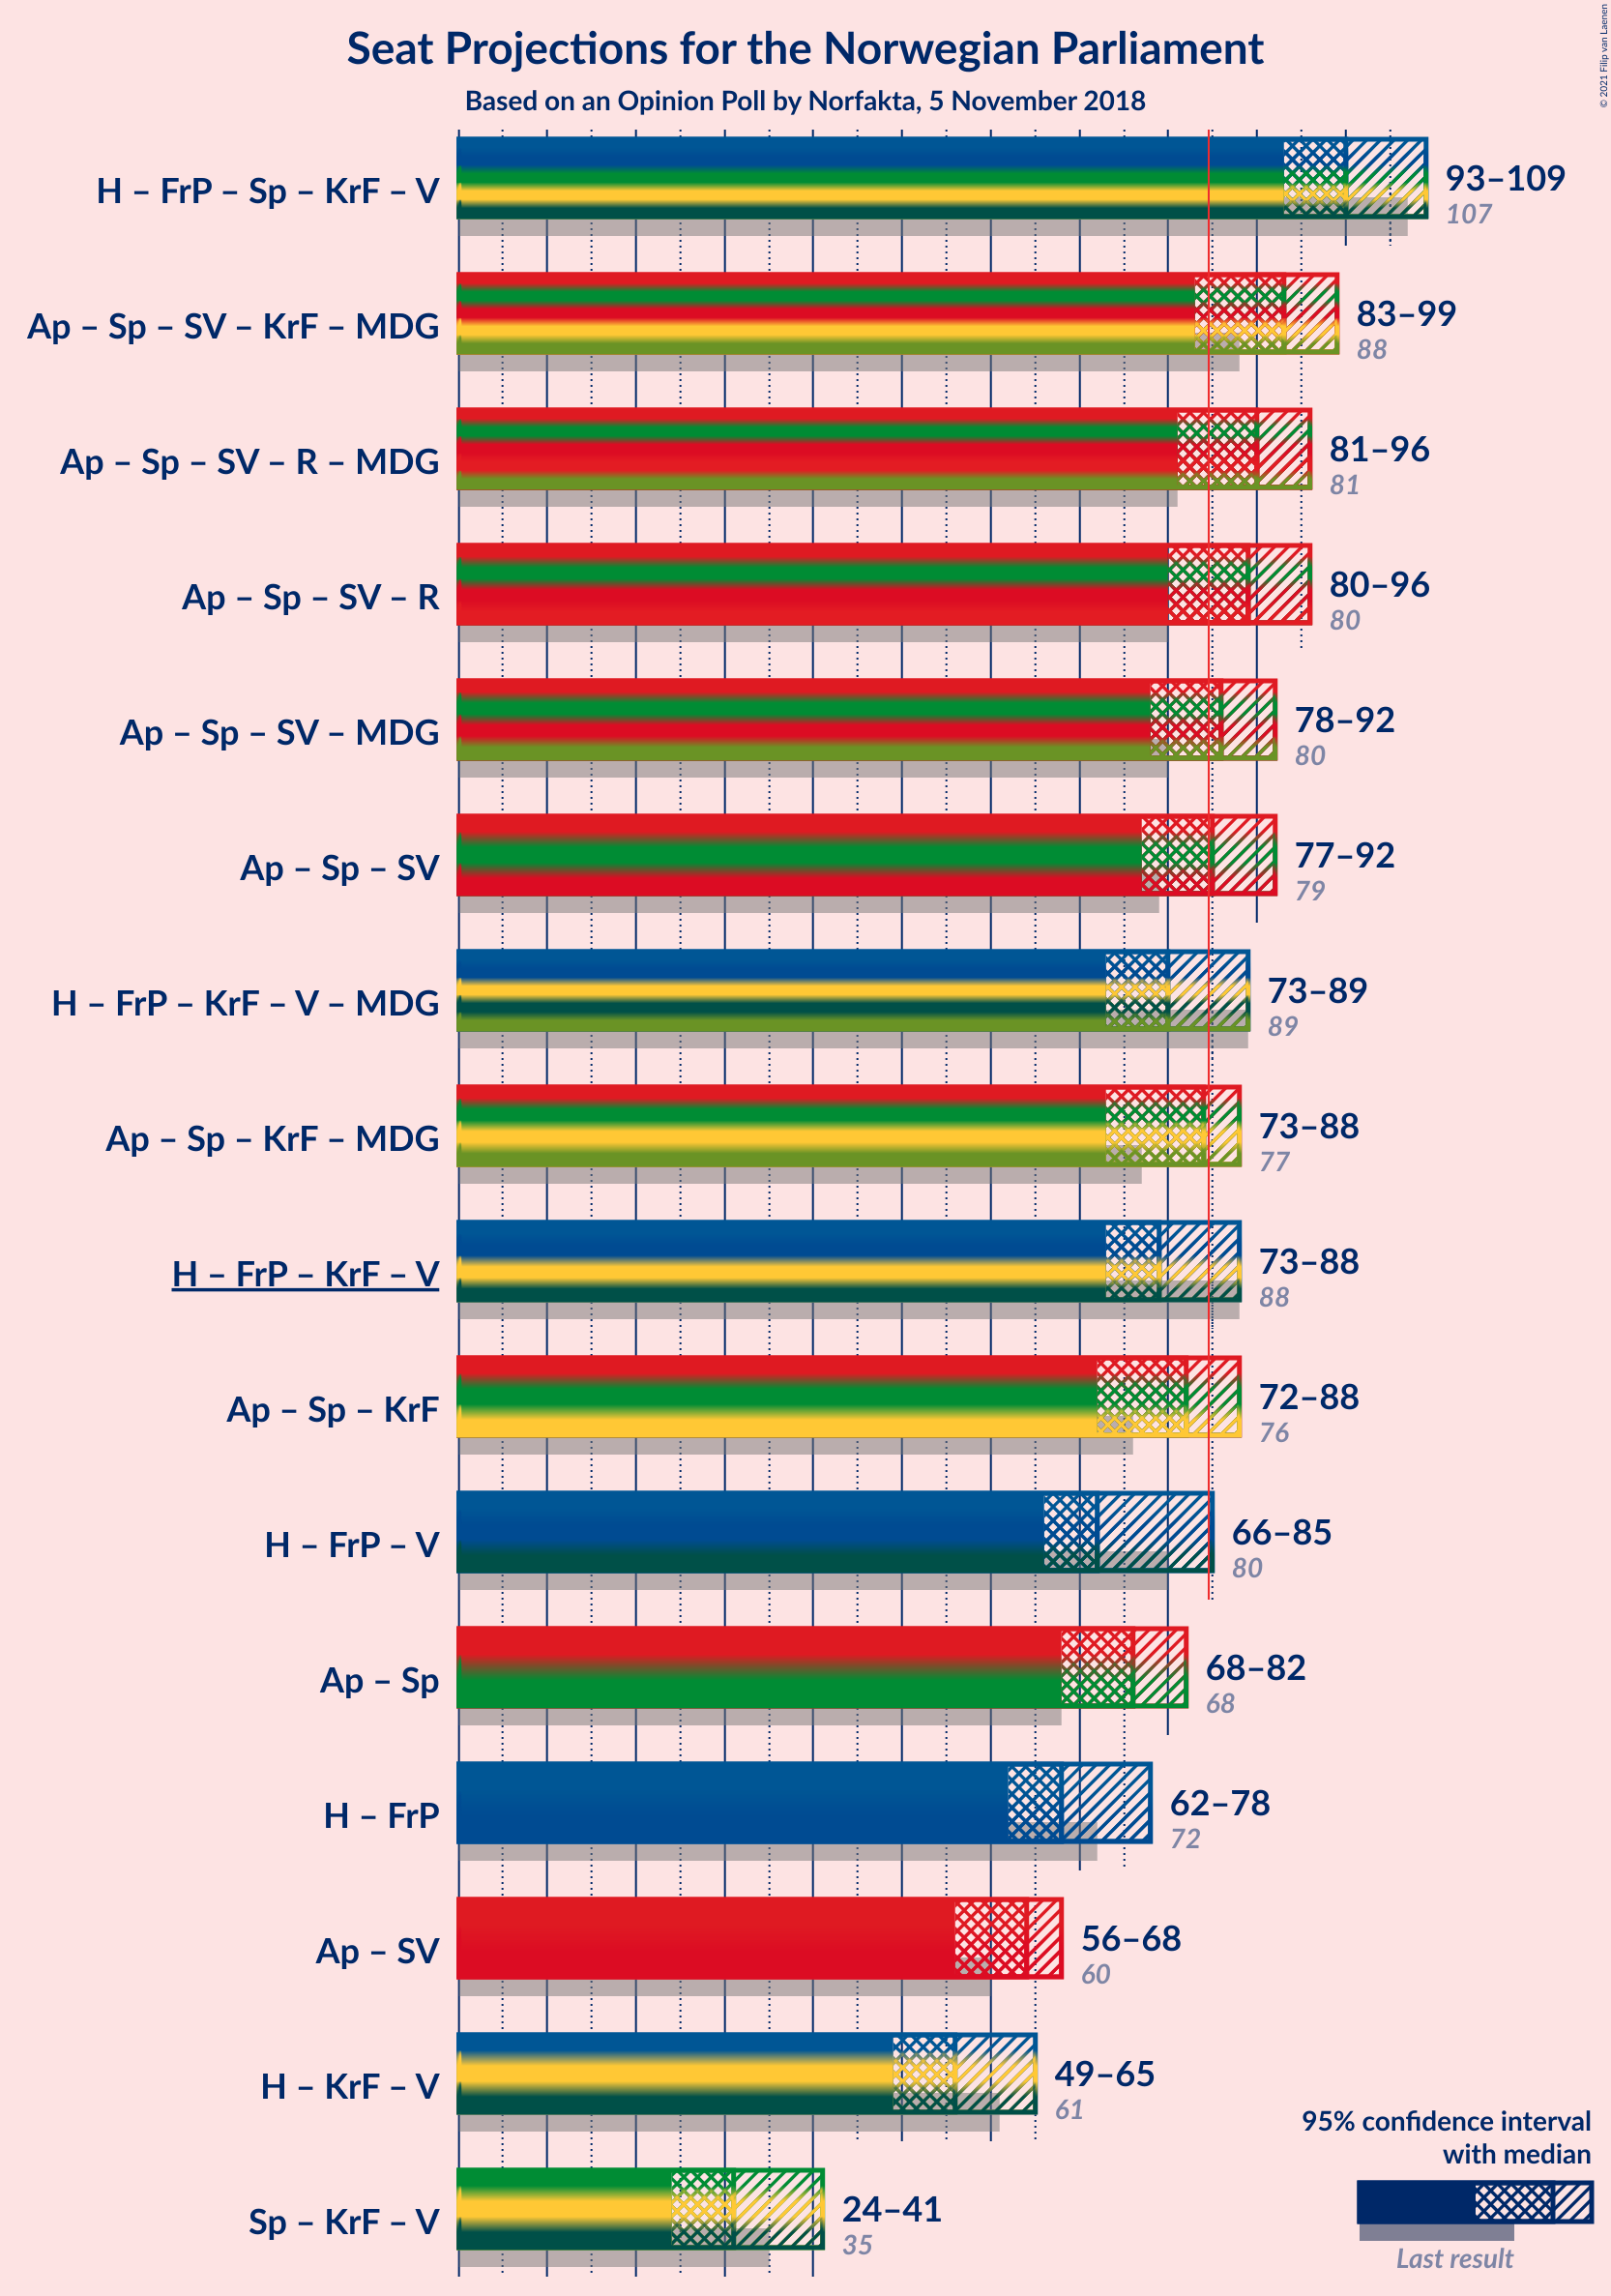 Seat Projections for the Norwegian Parliament
Based on an Opinion Poll by Norfakta, 5 November 2018
© 2021 Filip van Laenen
H – FrP – Sp – KrF – V
93–109
107
Ap – Sp – SV – KrF – MDG
83–99
88
Ap – Sp – SV – R – MDG
81–96
81
Ap – Sp – SV – R
80–96
80
Ap – Sp – SV – MDG
78–92
80
Ap – Sp – SV
77–92
79
H – FrP – KrF – V – MDG
73–89
89
Ap – Sp – KrF – MDG
73–88
77
H – FrP – KrF – V
73–88
88
Ap – Sp – KrF
72–88
76
H – FrP – V
66–85
80
Ap – Sp
68–82
68
H – FrP
62–78
72
Ap – SV
56–68
60
H – KrF – V
49–65
61
Sp – KrF – V
24–41
35
95% confidence interval
with median
Last result